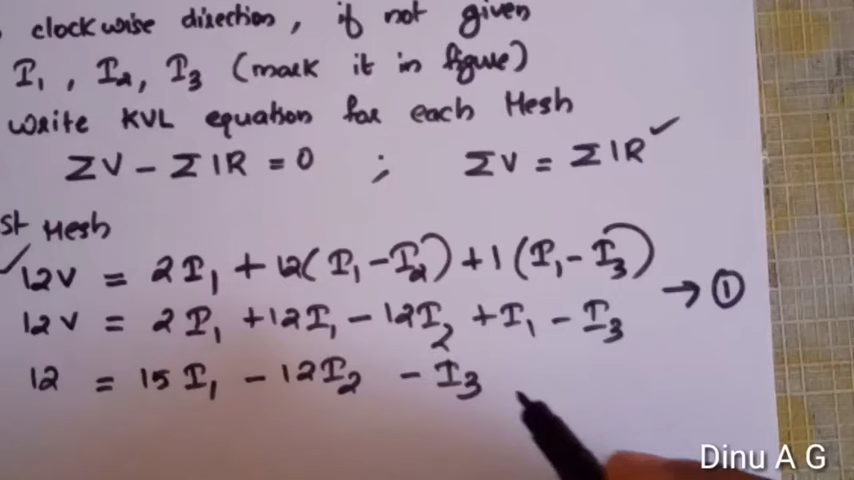 clockwise direction, if not given
I1, I2, I3 (mark it in figure)
write KVL equation for each Mesh
ΣV - ΣIR = 0 ; ΣV = ΣIR ✓
st Mesh
✓ 12V = 2I1 + 12(I1 - I2) + 1(I1 - I3)
12V = 2I1 + 12I1 - 12I2 + I1 - I3 → ①
12 = 15I1 - 12I2 - I3
Dinu A G